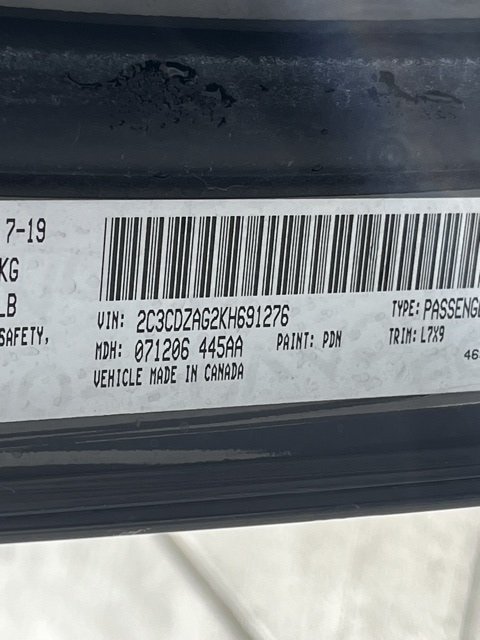 7-19
KG
LB
SAFETY,
VIN: 2C3CDZAG2KH691276
TYPE: PASSENGE
MDH: 071206 445AA
PAINT: PDN
TRIM: L7X9
VEHICLE MADE IN CANADA
46